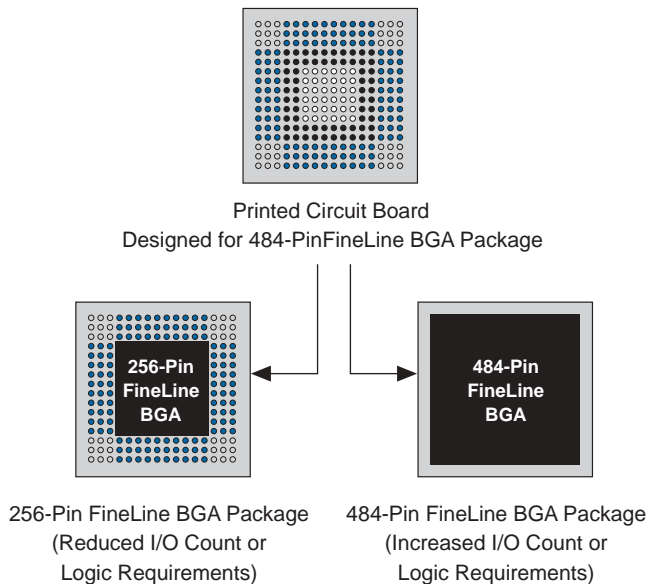 Printed Circuit Board
Designed for 484-PinFineLine BGA Package
256-Pin
FineLine
BGA
484-Pin
FineLine
BGA
256-Pin FineLine BGA Package
(Reduced I/O Count or
Logic Requirements)
484-Pin FineLine BGA Package
(Increased I/O Count or
Logic Requirements)